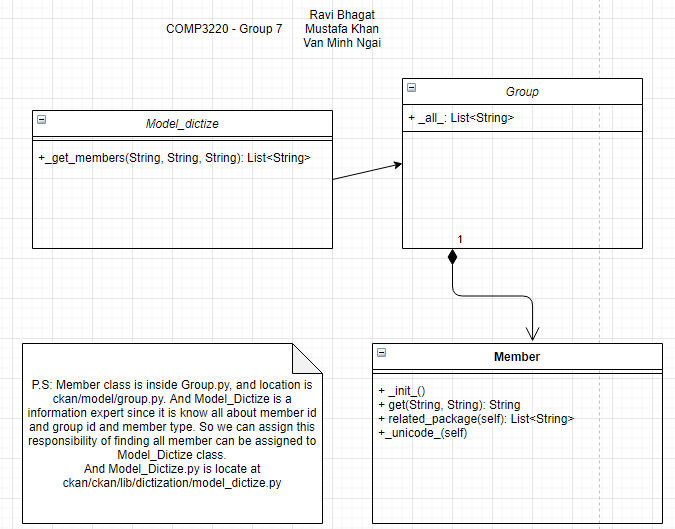 Ravi Bhagat
COMP3220 - Group 7
Mustafa Khan
Van Minh Ngai
Group
+ _all_: List<String>
Model_dictize
+_get_members(String, String, String): List<String>
1
Member
+ _init_()
+ get(String, String): String
+ related_package(self): List<String>
+_unicode_(self)
P.S: Member class is inside Group.py, and location is
ckan/model/group.py. And Model_Dictize is a
information expert since it is know all about member id
and group id and member type. So we can assign this
responsibility of finding all member can be assigned to
Model_Dictize class.
And Model_Dictize.py is locate at
ckan/ckan/lib/dictization/model_dictize.py